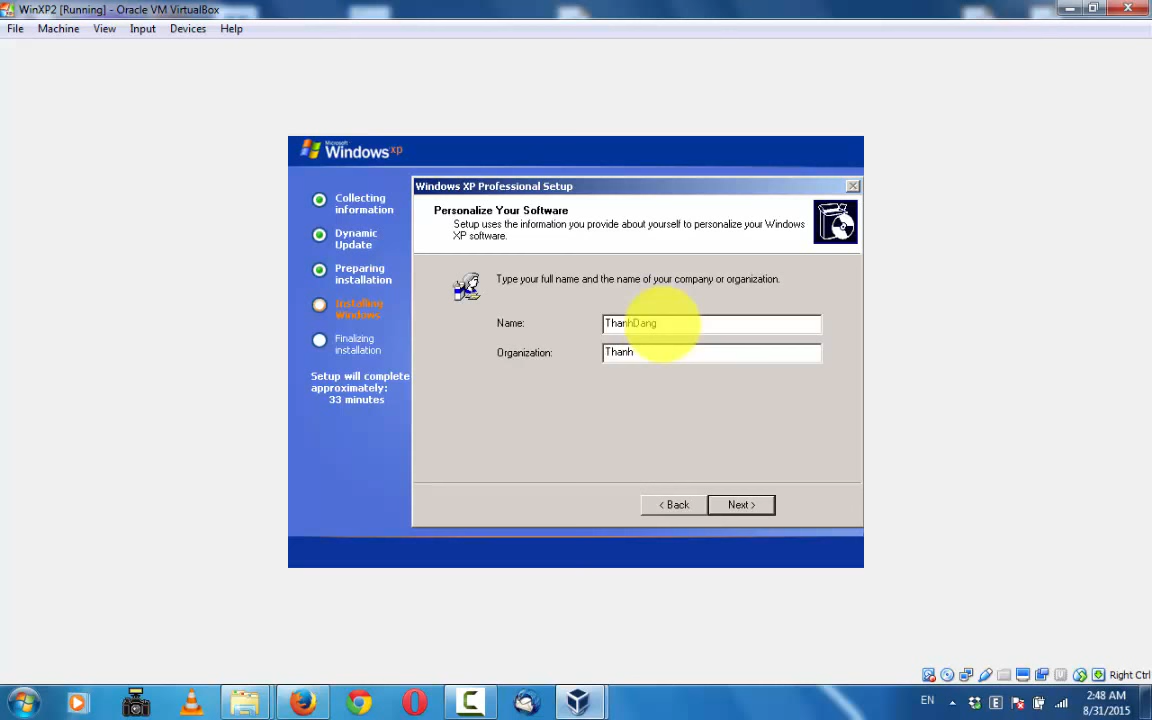 WinXP2 [Running] - Oracle VM VirtualBox
File Machine View Input Devices Help
Microsoft
Windows xp
Collecting
information
Dynamic
Update
Preparing
installation
Installing
Windows
Finalizing
installation
Setup will complete
approximately:
33 minutes
Windows XP Professional Setup
Personalize Your Software
Setup uses the information you provide about yourself to personalize your Windows
XP software.
Type your full name and the name of your company or organization.
Name: ThanhDang
Organization: Thanh
< Back Next >
Right Ctrl
EN
E
2:48 AM
8/31/2015